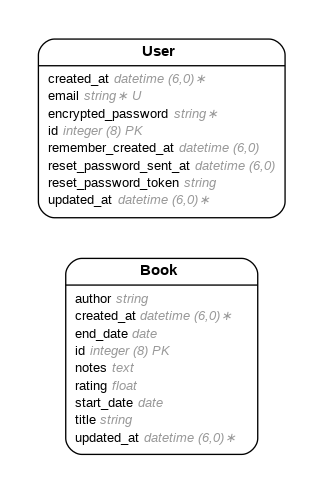 User
created_at datetime (6,0)∗
email string∗ U
encrypted_password string∗
id integer (8) PK
remember_created_at datetime (6,0)
reset_password_sent_at datetime (6,0)
reset_password_token string
updated_at datetime (6,0)∗
Book
author string
created_at datetime (6,0)∗
end_date date
id integer (8) PK
notes text
rating float
start_date date
title string
updated_at datetime (6,0)∗